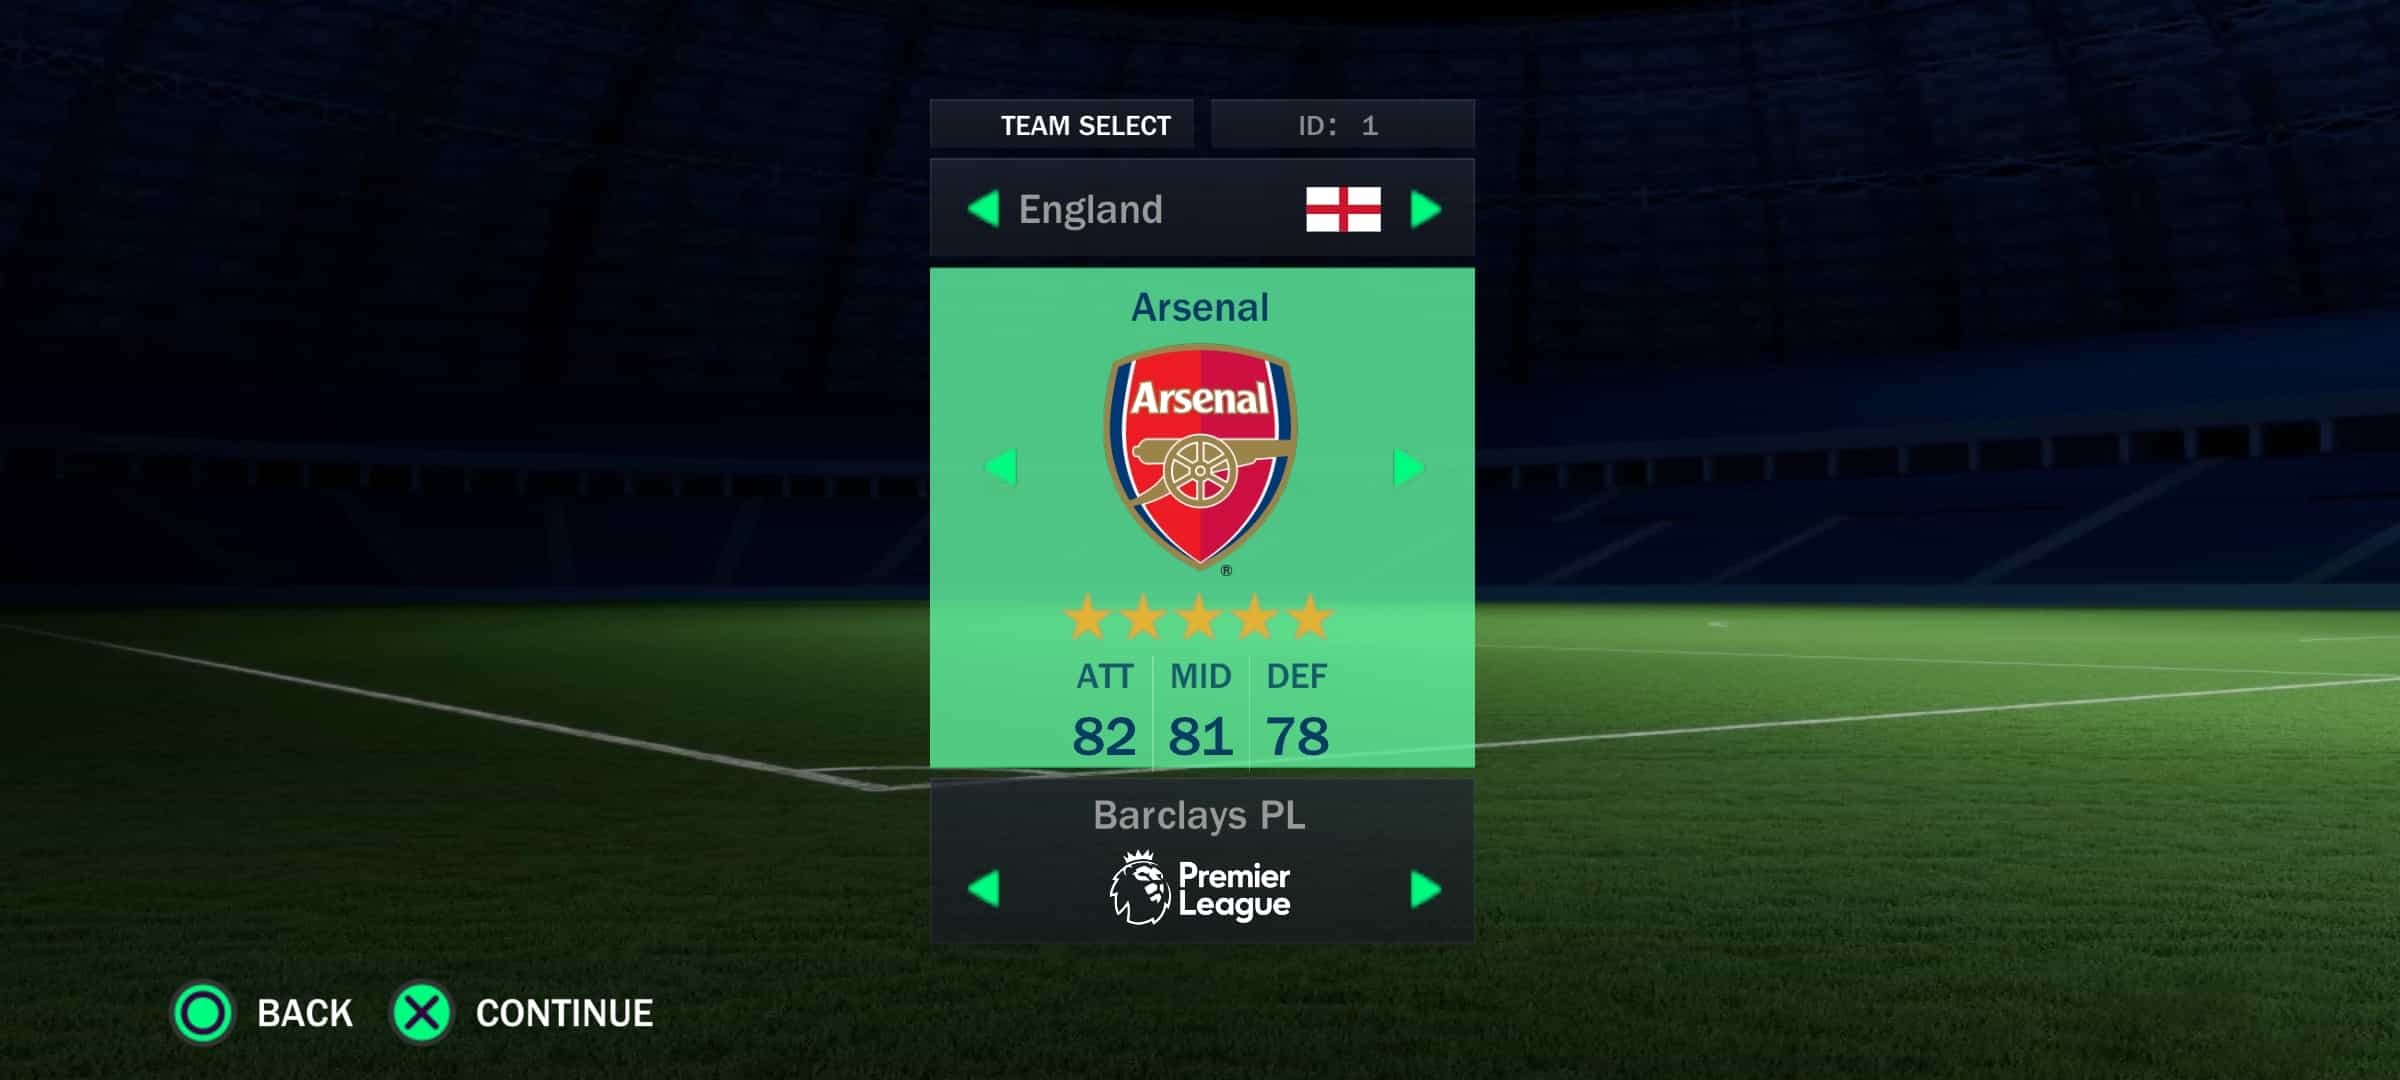 TEAM SELECT
ID: 1
England
Arsenal
Arsenal
®
ATT MID DEF
82 81 78
Barclays PL
Premier
League
BACK CONTINUE